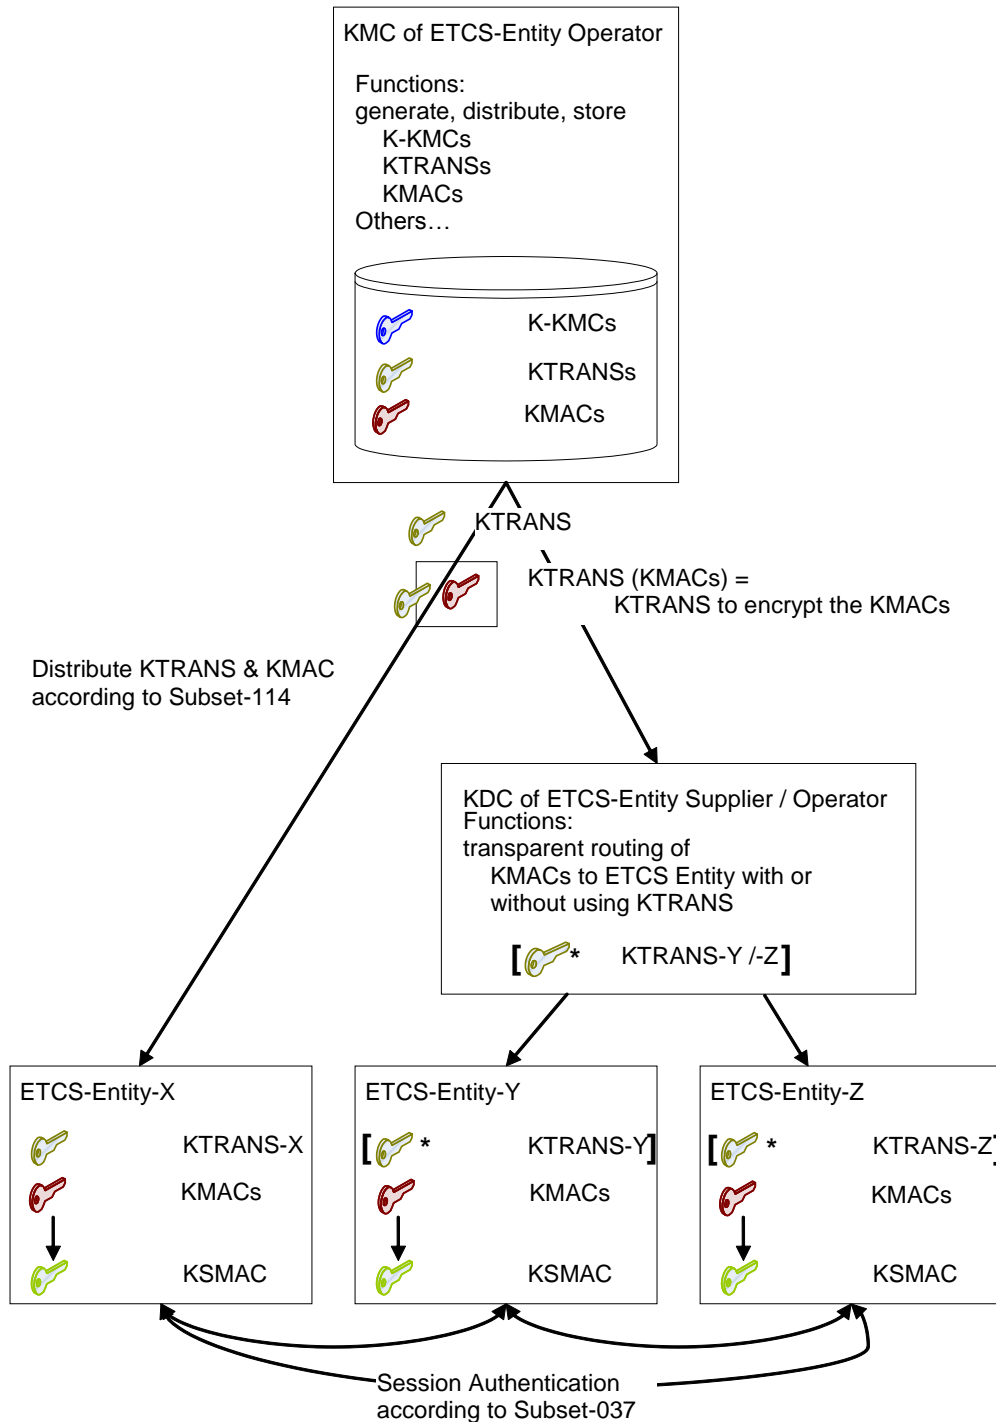 KMC of ETCS-Entity Operator
Functions:
generate, distribute, store
K-KMCs
KTRANSs
KMACs
Others…
K-KMCs
KTRANSs
KMACs
KTRANS
KTRANS (KMACs) =
KTRANS to encrypt the KMACs
Distribute KTRANS & KMAC
according to Subset-114
KDC of ETCS-Entity Supplier / Operator
Functions:
transparent routing of
KMACs to ETCS Entity with or
without using KTRANS
[ * KTRANS-Y /-Z ]
ETCS-Entity-X
KTRANS-X
KMACs
KSMAC
ETCS-Entity-Y
[ * KTRANS-Y ]
KMACs
KSMAC
ETCS-Entity-Z
[ * KTRANS-Z ]
KMACs
KSMAC
Session Authentication
according to Subset-037